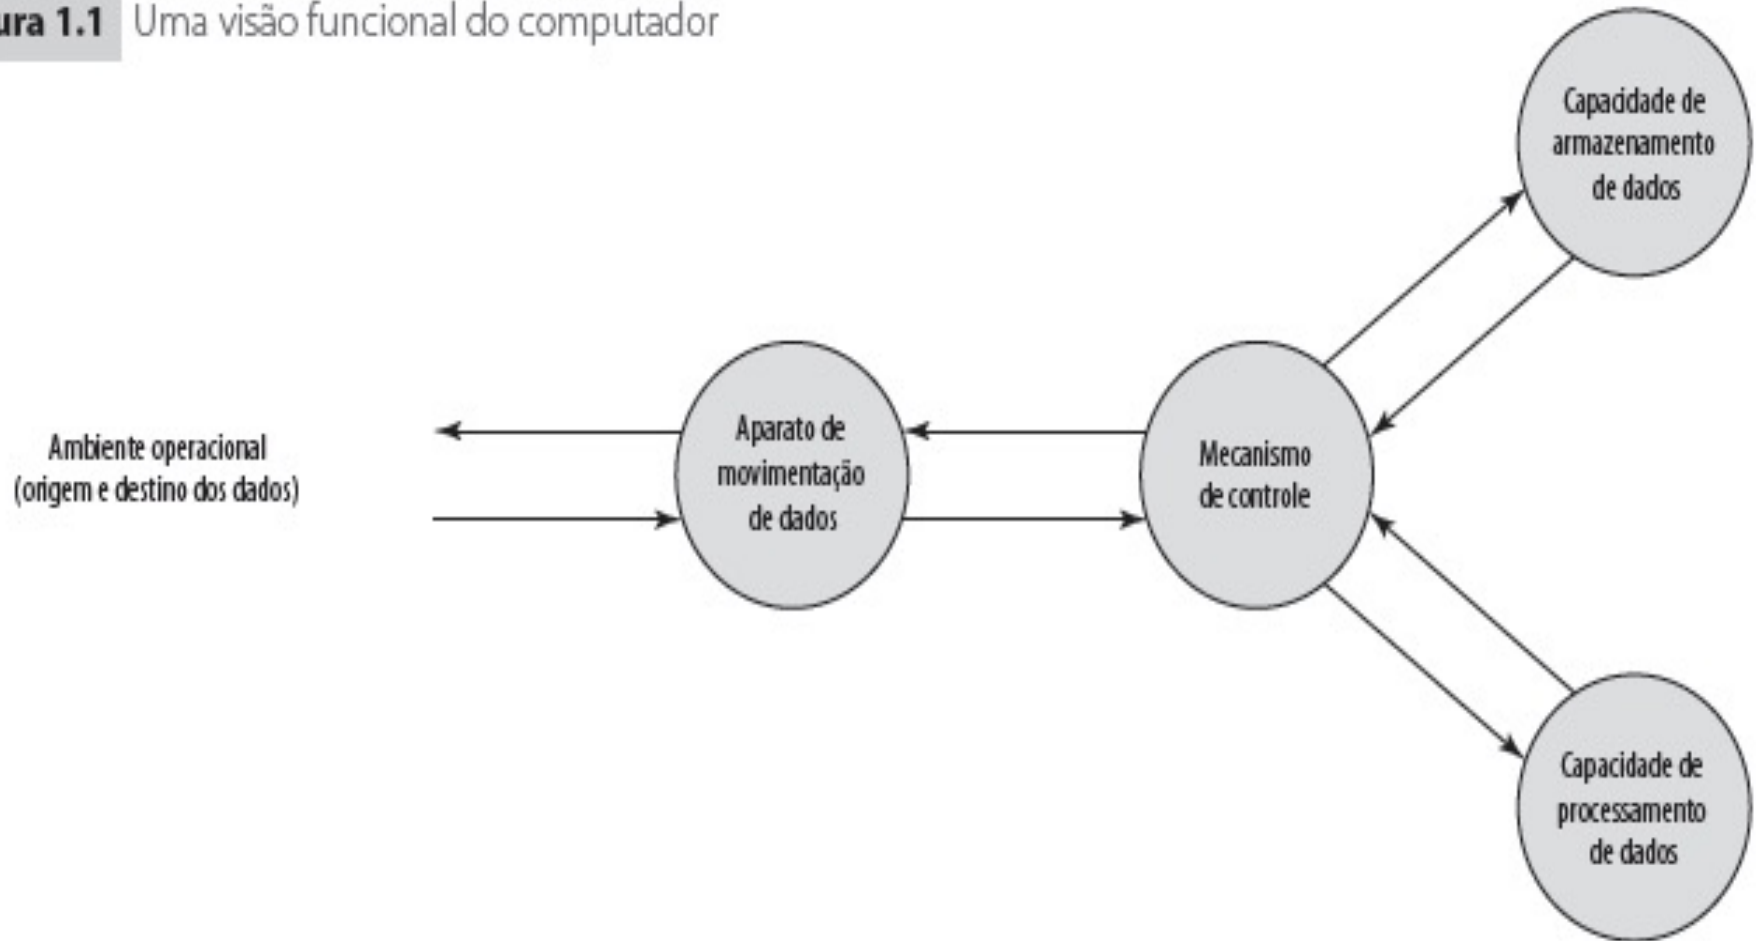 ura 1.1 Uma visão funcional do computador
Capacidade de
armazenamento
de dados
Ambiente operacional
(origem e destino dos dados)
Aparato de
movimentação
de dados
Mecanismo
de controle
Capacidade de
processamento
de dados